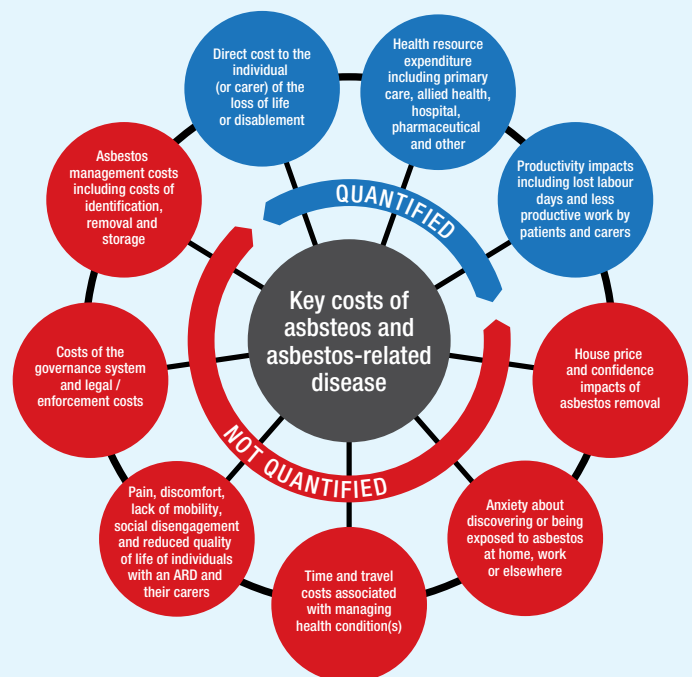 Direct cost to the
individual
(or carer) of the
loss of life
or disablement
Health resource
expenditure
including primary
care, allied health,
hospital,
pharmaceutical
and other
Productivity impacts
including lost labour
days and less
productive work by
patients and carers
House price
and confidence
impacts of
asbestos removal
Anxiety about
discovering or being
exposed to asbestos
at home, work
or elsewhere
Time and travel
costs associated
with managing
health condition(s)
Pain, discomfort,
lack of mobility,
social disengagement
and reduced quality
of life of individuals
with an ARD and
their carers
Costs of the
governance system
and legal /
enforcement costs
Asbestos
management costs
including costs of
identification,
removal and
storage
QUANTIFIED
NOT QUANTIFIED
Key costs of
asbsteos and
asbestos-related
disease